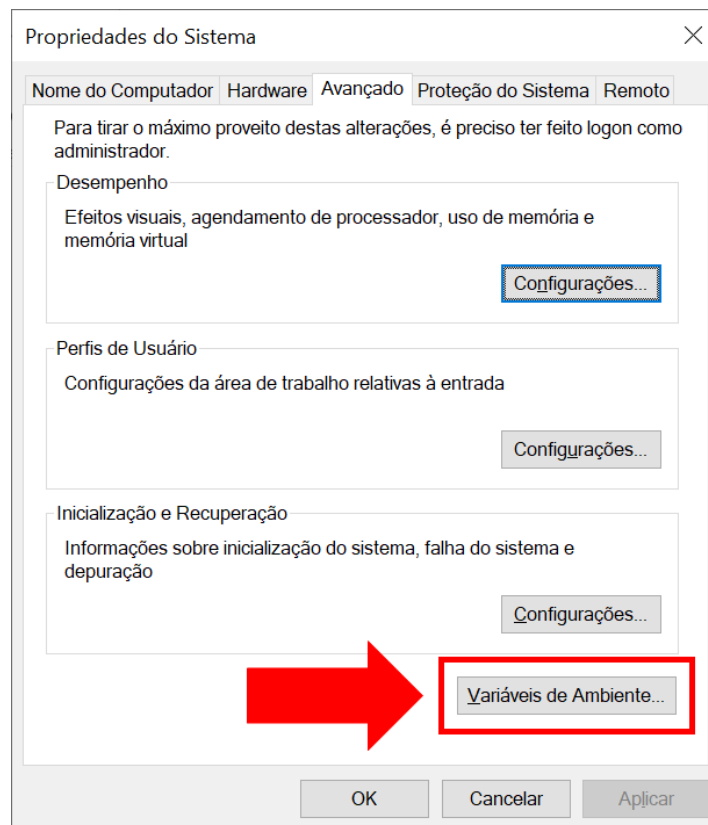 Propriedades do Sistema
Nome do Computador Hardware Avançado Proteção do Sistema Remoto
Para tirar o máximo proveito destas alterações, é preciso ter feito logon como
administrador.
Desempenho
Efeitos visuais, agendamento de processador, uso de memória e
memória virtual
Configurações...
Perfis de Usuário
Configurações da área de trabalho relativas à entrada
Configurações...
Inicialização e Recuperação
Informações sobre inicialização do sistema, falha do sistema e
depuração
Configurações...
Variáveis de Ambiente...
OK Cancelar Aplicar